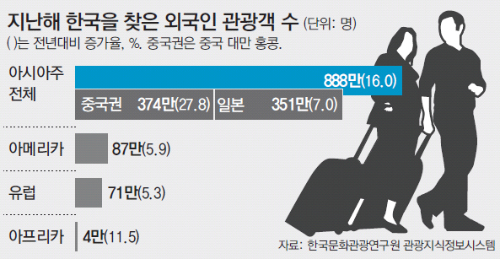 지난해 한국을 찾은 외국인 관광객 수 (단위: 명)
( )는 전년대비 증가율, %. 중국권은 중국 대만 홍콩.
아시아주 전체 888만(16.0)
중국권 374만(27.8) 일본 351만(7.0)
아메리카 87만(5.9)
유럽 71만(5.3)
아프리카 4만(11.5)
자료: 한국문화관광연구원 관광지식정보시스템